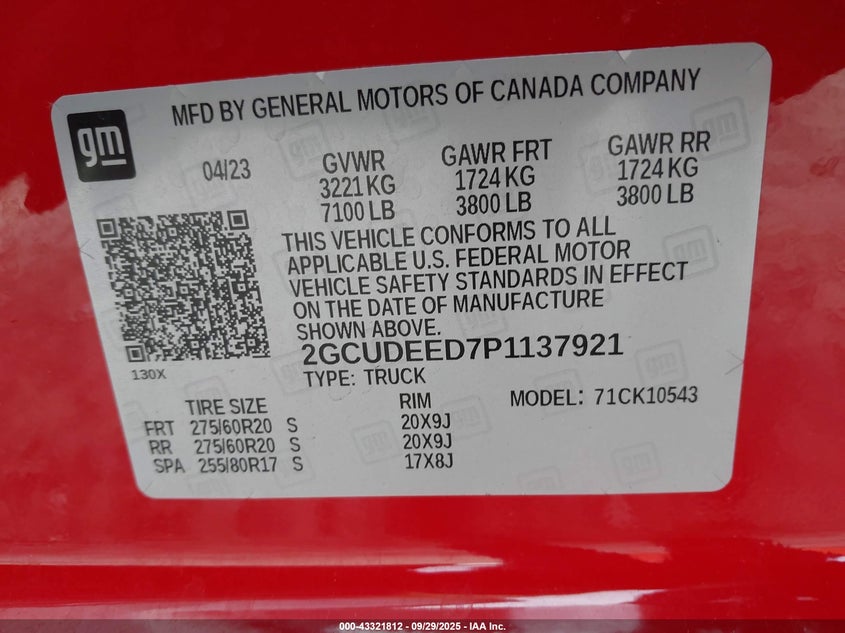 gm
MFD BY GENERAL MOTORS OF CANADA COMPANY
04/23
GVWR
3221 KG
7100 LB
GAWR FRT
1724 KG
3800 LB
GAWR RR
1724 KG
3800 LB
THIS VEHICLE CONFORMS TO ALL
APPLICABLE U.S. FEDERAL MOTOR
VEHICLE SAFETY STANDARDS IN EFFECT
ON THE DATE OF MANUFACTURE
SHOWN ABOVE.
2GCUDEED7P1137921
130X
TYPE: TRUCK
MODEL: 71CK10543
TIRE SIZE RIM
FRT 275/60R20 S 20X9J
RR 275/60R20 S 20X9J
SPA 255/80R17 S 17X8J
000-43321812 - 09/29/2025 - IAA Inc.